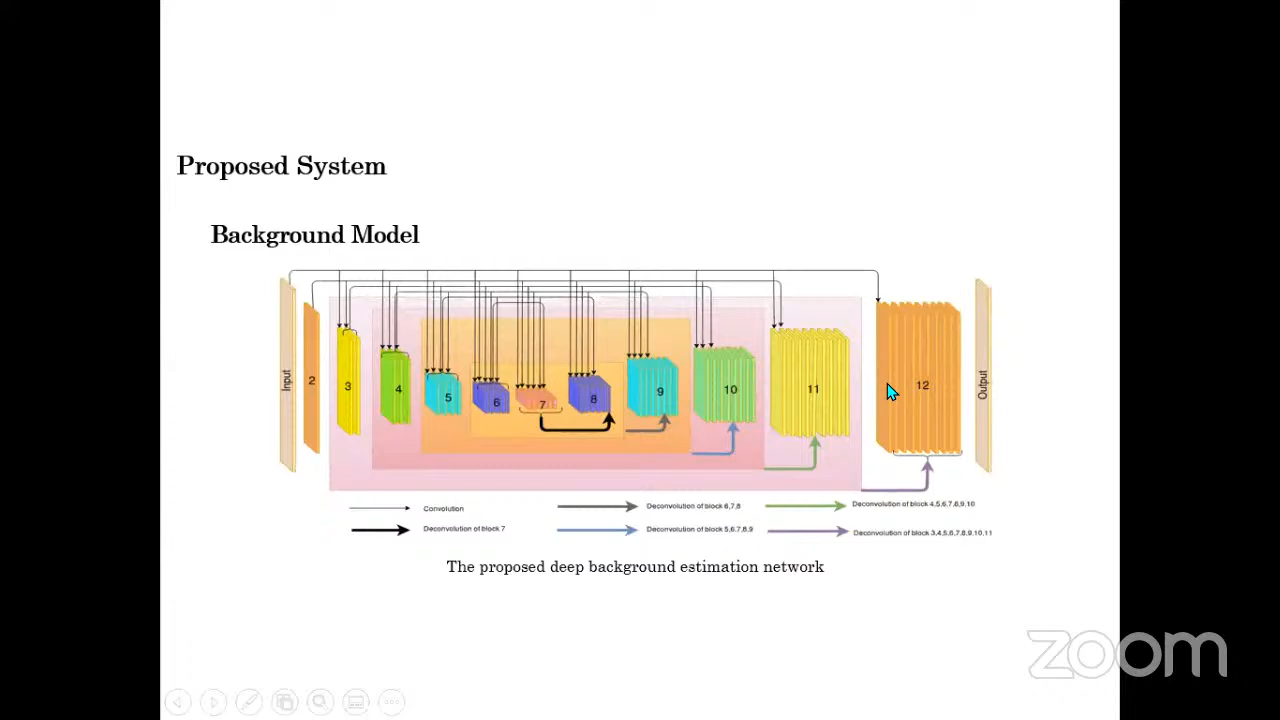 Proposed System
Background Model
Input
2
3
4
5
6
7
8
9
10
11
12
Output
Convolution
Deconvolution of block 6,7,8
Deconvolution of block 4,5,6,7,8,9,10
Deconvolution of block 7
Deconvolution of block 5,6,7,8,9
Deconvolution of block 3,4,5,6,7,8,9,10,11
The proposed deep background estimation network
zoom